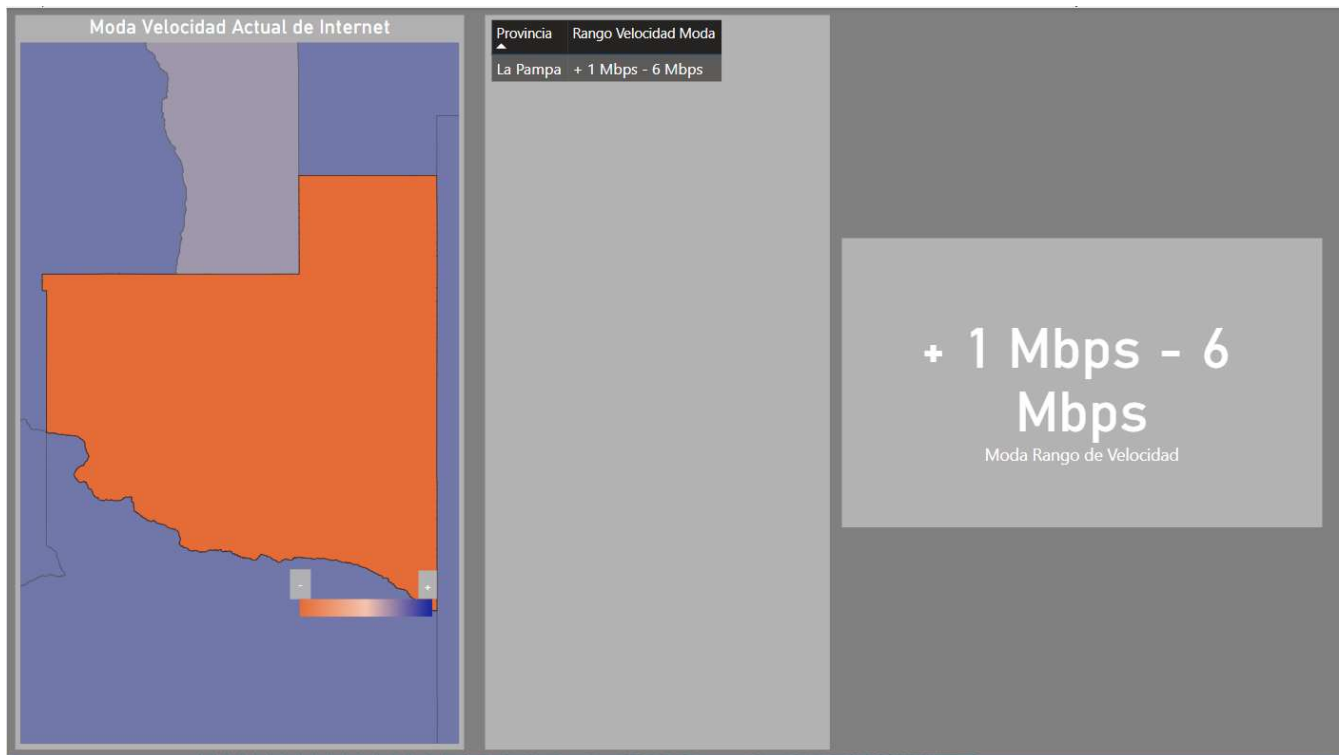 Moda Velocidad Actual de Internet
- +
Provincia Rango Velocidad Moda
La Pampa + 1 Mbps - 6 Mbps
+ 1 Mbps - 6
Mbps
Moda Rango de Velocidad